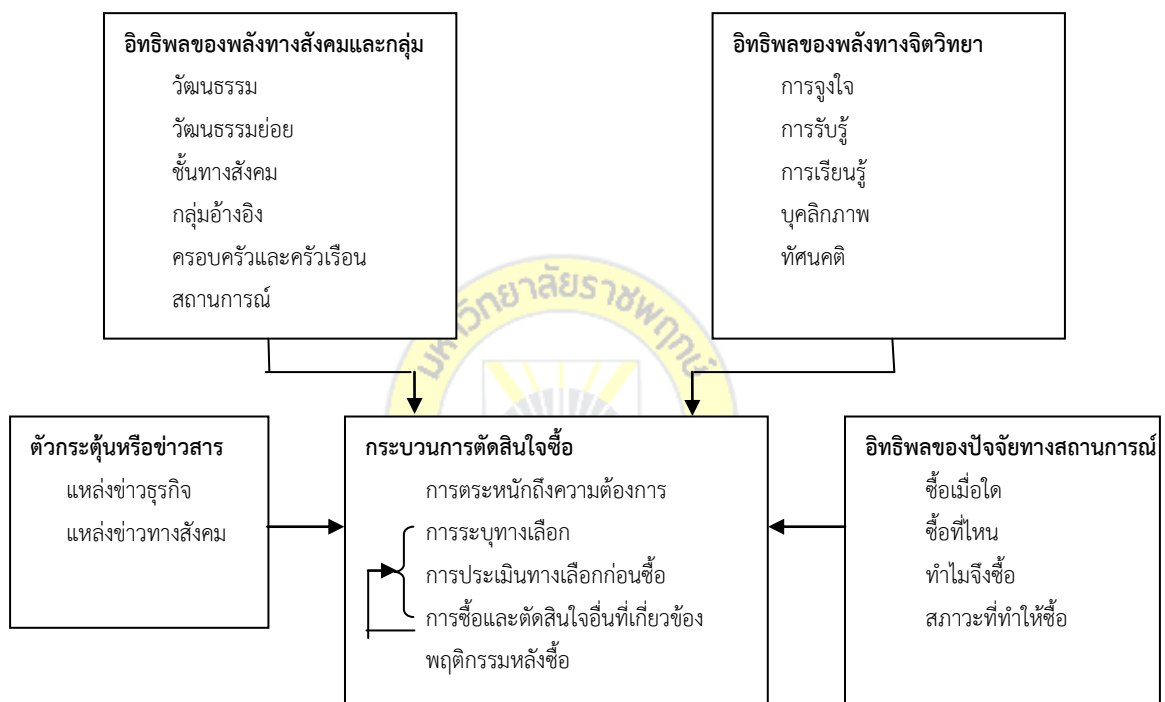 อิทธิพลของพลังทางสังคมและกลุ่ม
วัฒนธรรม
วัฒนธรรมย่อย
ชั้นทางสังคม
กลุ่มอ้างอิง
ครอบครัวและครัวเรือน
สถานการณ์
อิทธิพลของพลังทางจิตวิทยา
การจูงใจ
การรับรู้
การเรียนรู้
บุคลิกภาพ
ทัศนคติ
มหาวิทยาลัยราชพฤกษ์
ตัวกระตุ้นหรือข่าวสาร
แหล่งข่าวธุรกิจ
แหล่งข่าวทางสังคม
กระบวนการตัดสินใจซื้อ
การตระหนักถึงความต้องการ
การระบุทางเลือก
การประเมินทางเลือกก่อนซื้อ
การซื้อและตัดสินใจอื่นที่เกี่ยวข้อง
พฤติกรรมหลังซื้อ
อิทธิพลของปัจจัยทางสถานการณ์
ซื้อเมื่อใด
ซื้อที่ไหน
ทำไมจึงซื้อ
สภาวะที่ทำให้ซื้อ